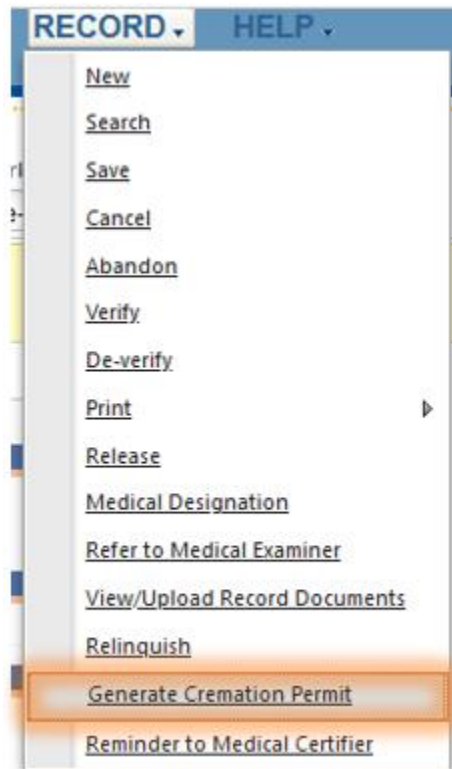 RECORD HELP
New
Search
Save
Cancel
Abandon
Verify
De-verify
Print
Release
Medical Designation
Refer to Medical Examiner
View/Upload Record Documents
Relinquish
Generate Cremation Permit
Reminder to Medical Certifier